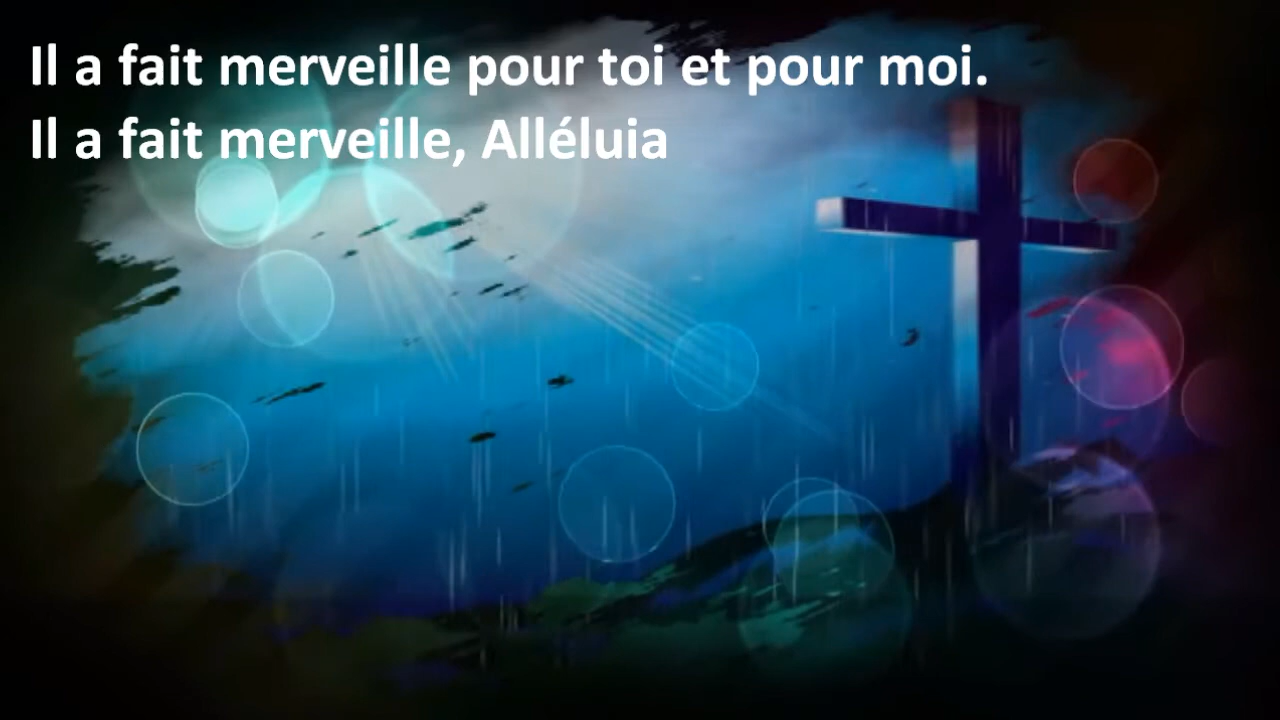 Il a fait merveille pour toi et pour moi.
Il a fait merveille, Alléluia